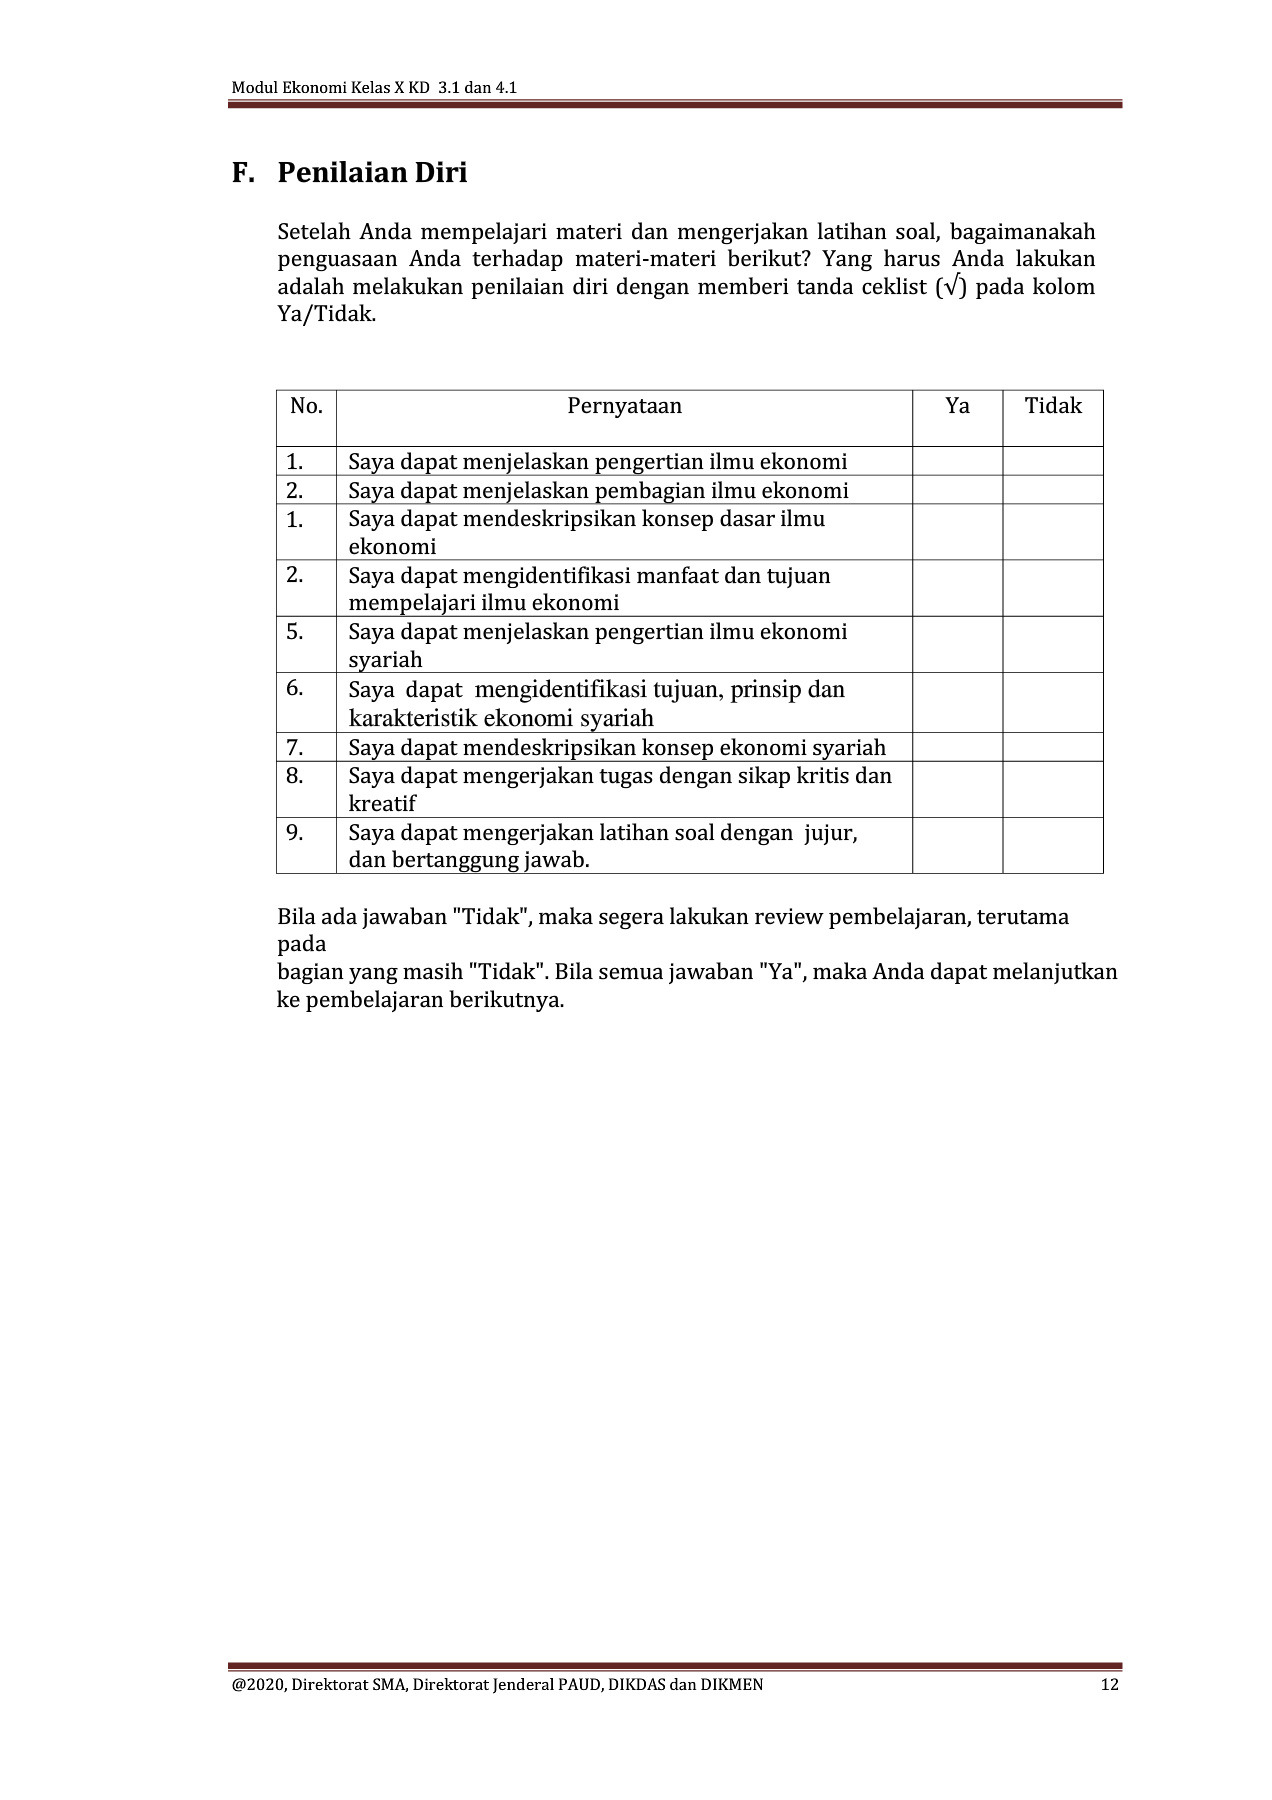 Modul Ekonomi Kelas X KD  3.1 dan 4.1
F. Penilaian Diri
Setelah Anda mempelajari materi dan mengerjakan latihan soal, bagaimanakah
penguasaan Anda terhadap materi-materi berikut? Yang harus Anda lakukan
adalah melakukan penilaian diri dengan memberi tanda ceklist (√) pada kolom
Ya/Tidak.
No. Pernyataan Ya Tidak
1. Saya dapat menjelaskan pengertian ilmu ekonomi
2. Saya dapat menjelaskan pembagian ilmu ekonomi
1. Saya dapat mendeskripsikan konsep dasar ilmu
ekonomi
2. Saya dapat mengidentifikasi manfaat dan tujuan
mempelajari ilmu ekonomi
5. Saya dapat menjelaskan pengertian ilmu ekonomi
syariah
6. Saya  dapat  mengidentifikasi tujuan, prinsip dan
karakteristik ekonomi syariah
7. Saya dapat mendeskripsikan konsep ekonomi syariah
8. Saya dapat mengerjakan tugas dengan sikap kritis dan
kreatif
9. Saya dapat mengerjakan latihan soal dengan  jujur,
dan bertanggung jawab.
Bila ada jawaban "Tidak", maka segera lakukan review pembelajaran, terutama
pada
bagian yang masih "Tidak". Bila semua jawaban "Ya", maka Anda dapat melanjutkan
ke pembelajaran berikutnya.
@2020, Direktorat SMA, Direktorat Jenderal PAUD, DIKDAS dan DIKMEN 12